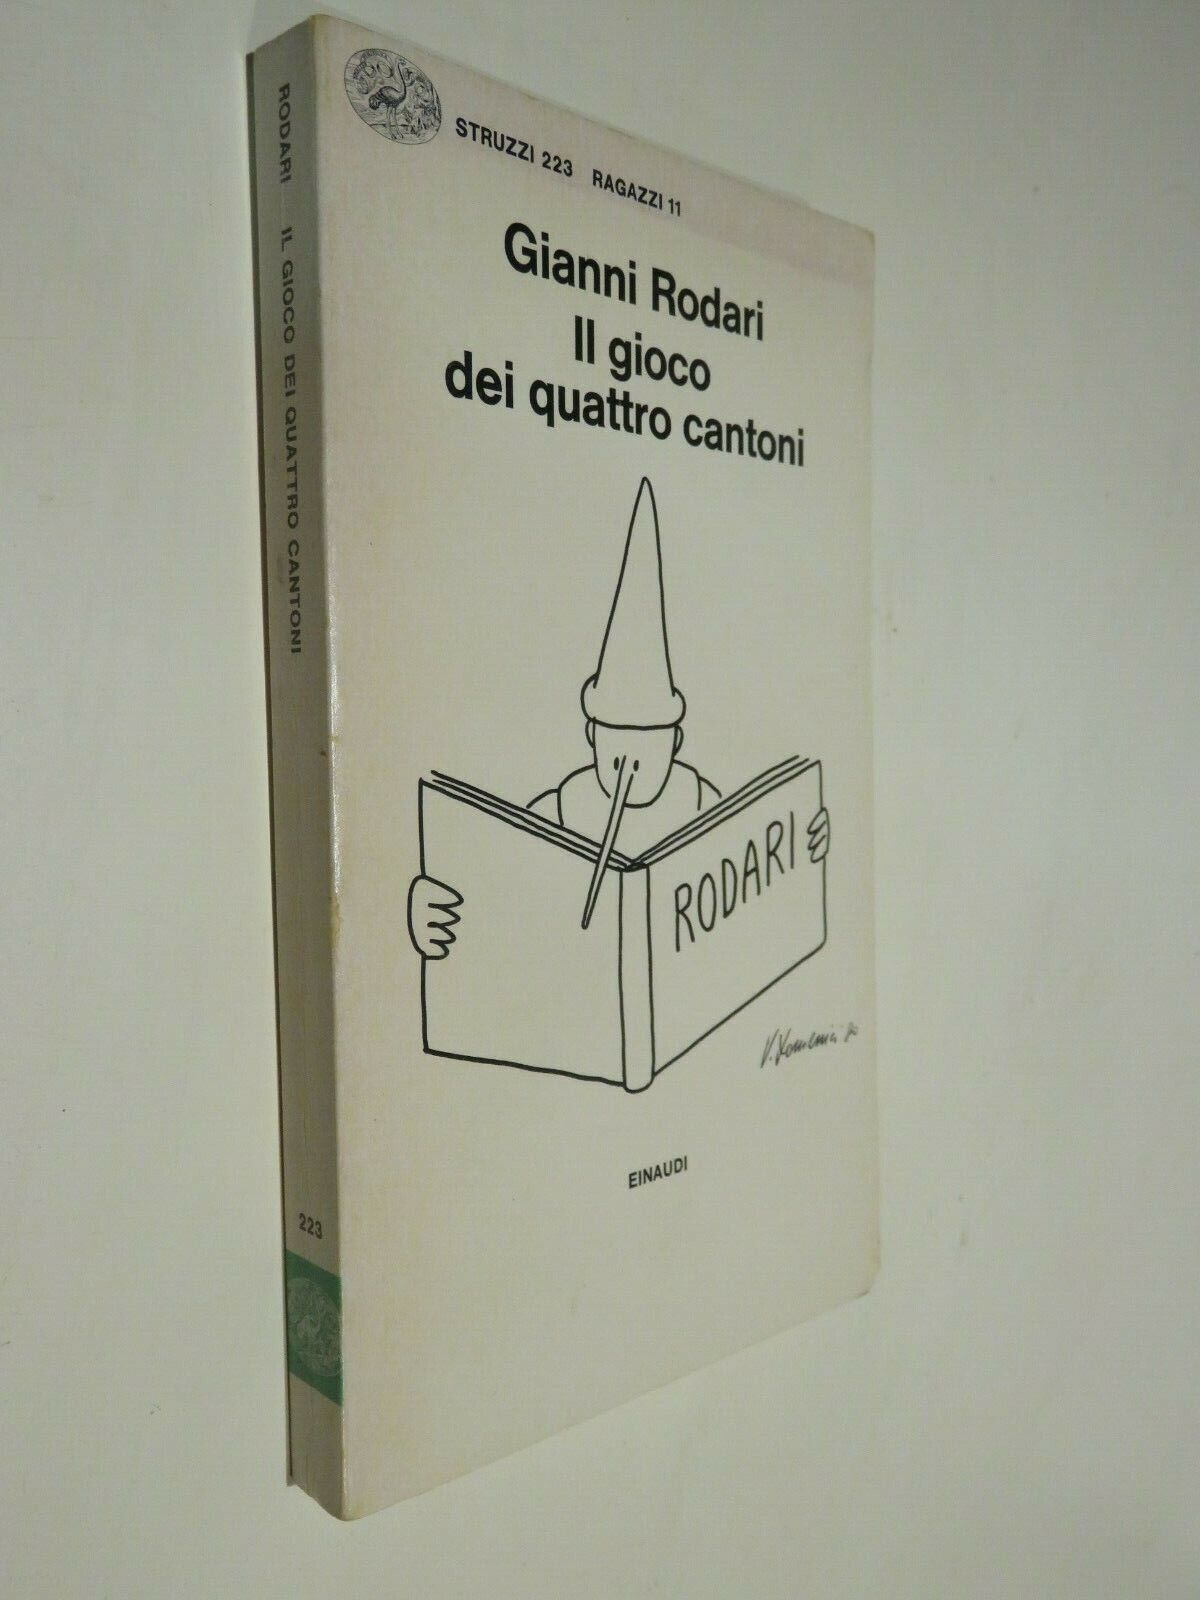 RODARI IL GIOCO DEI QUATTRO CANTONI
223
STRUZZI 223 RAGAZZI 11
Gianni Rodari
Il gioco
dei quattro cantoni
RODARI
EINAUDI